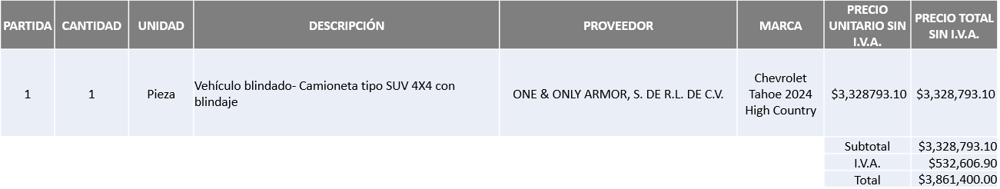 PARTIDA CANTIDAD UNIDAD DESCRIPCIÓN PROVEEDOR MARCA PRECIO UNITARIO SIN I.V.A. PRECIO TOTAL SIN I.V.A.
1 1 Pieza Vehículo blindado- Camioneta tipo SUV 4X4 con blindaje ONE & ONLY ARMOR, S. DE R.L. DE C.V. Chevrolet Tahoe 2024 High Country $3,328793.10 $3,328,793.10
Subtotal $3,328,793.10
I.V.A. $532,606.90
Total $3,861,400.00